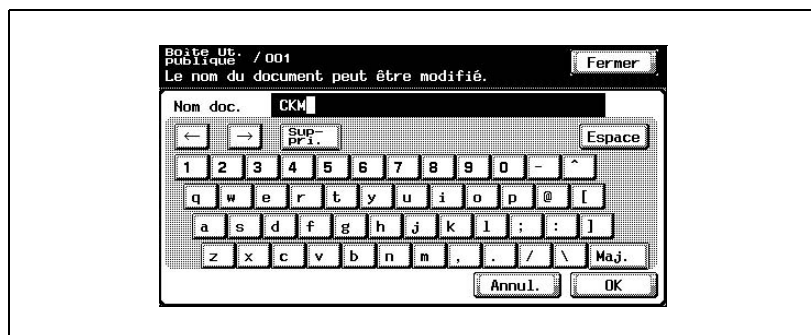 Boîte Ut.
publique / 001
Fermer
Le nom du document peut être modifié.
Nom doc. CKM
← → Sup-
pri. Espace
1 2 3 4 5 6 7 8 9 0 - ^
q w e r t y u i o p @ [
a s d f g h j k l ; : ]
z x c v b n m , . / \ Maj.
Annul. OK